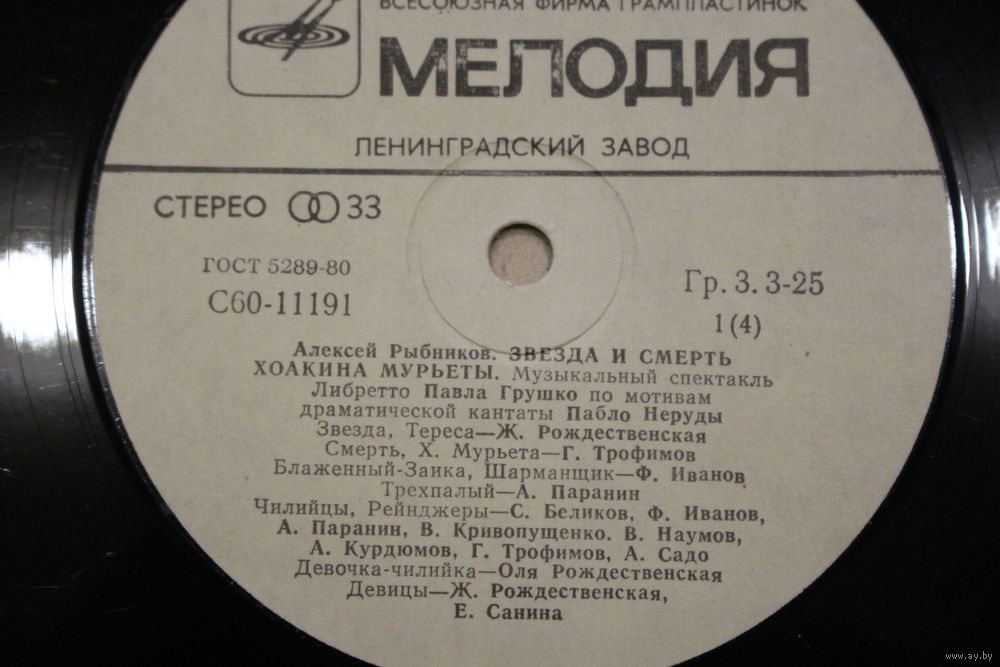 ВСЕСОЮЗНАЯ ФИРМА ГРАМПЛАСТИНОК
МЕЛОДИЯ
ЛЕНИНГРАДСКИЙ ЗАВОД
СТЕРЕО 33
ГОСТ 5289-80
С60-11191
Гр. 3. 3-25
1(4)
Алексей Рыбников. ЗВЕЗДА И СМЕРТЬ
ХОАКИНА МУРЬЕТЫ. Музыкальный спектакль
Либретто Павла Грушко по мотивам
драматической кантаты Пабло Неруды
Звезда, Тереса—Ж. Рождественская
Смерть, Х. Мурьета—Г. Трофимов
Блаженный-Заика, Шарманщик—Ф. Иванов
Трехпалый—А. Паранин
Чилийцы, Рейнджеры—С. Беликов, Ф. Иванов,
А. Паранин, В. Кривопущенко. В. Наумов,
А. Курдюмов, Г. Трофимов, А. Садо
Девочка-чилийка—Оля Рождественская
Девицы—Ж. Рождественская,
Е. Санина
www.ay.by